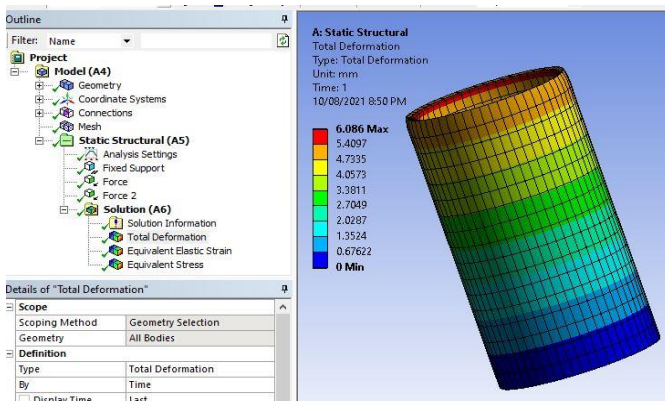 Outline
Filter: Name
Project
Model (A4)
Geometry
Coordinate Systems
Connections
Mesh
Static Structural (A5)
Analysis Settings
Fixed Support
Force
Force 2
Solution (A6)
Solution Information
Total Deformation
Equivalent Elastic Strain
Equivalent Stress
Details of "Total Deformation"
Scope
Scoping Method Geometry Selection
Geometry All Bodies
Definition
Type Total Deformation
By Time
Display Time Last
A: Static Structural
Total Deformation
Type: Total Deformation
Unit: mm
Time: 1
10/08/2021 8:50 PM
6.086 Max
5.4097
4.7335
4.0573
3.3811
2.7049
2.0287
1.3524
0.67622
0 Min